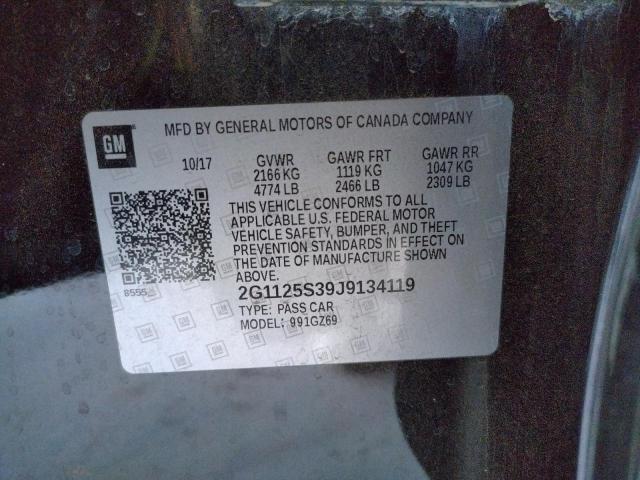 GM
MFD BY GENERAL MOTORS OF CANADA COMPANY
10/17 GVWR GAWR FRT GAWR RR
2166 KG 1119 KG 1047 KG
4774 LB 2466 LB 2309 LB
THIS VEHICLE CONFORMS TO ALL
APPLICABLE U.S. FEDERAL MOTOR
VEHICLE SAFETY, BUMPER, AND THEFT
PREVENTION STANDARDS IN EFFECT ON
THE DATE OF MANUFACTURE SHOWN
ABOVE.
8555
2G1125S39J9134119
TYPE: PASS CAR
MODEL: 991GZ69